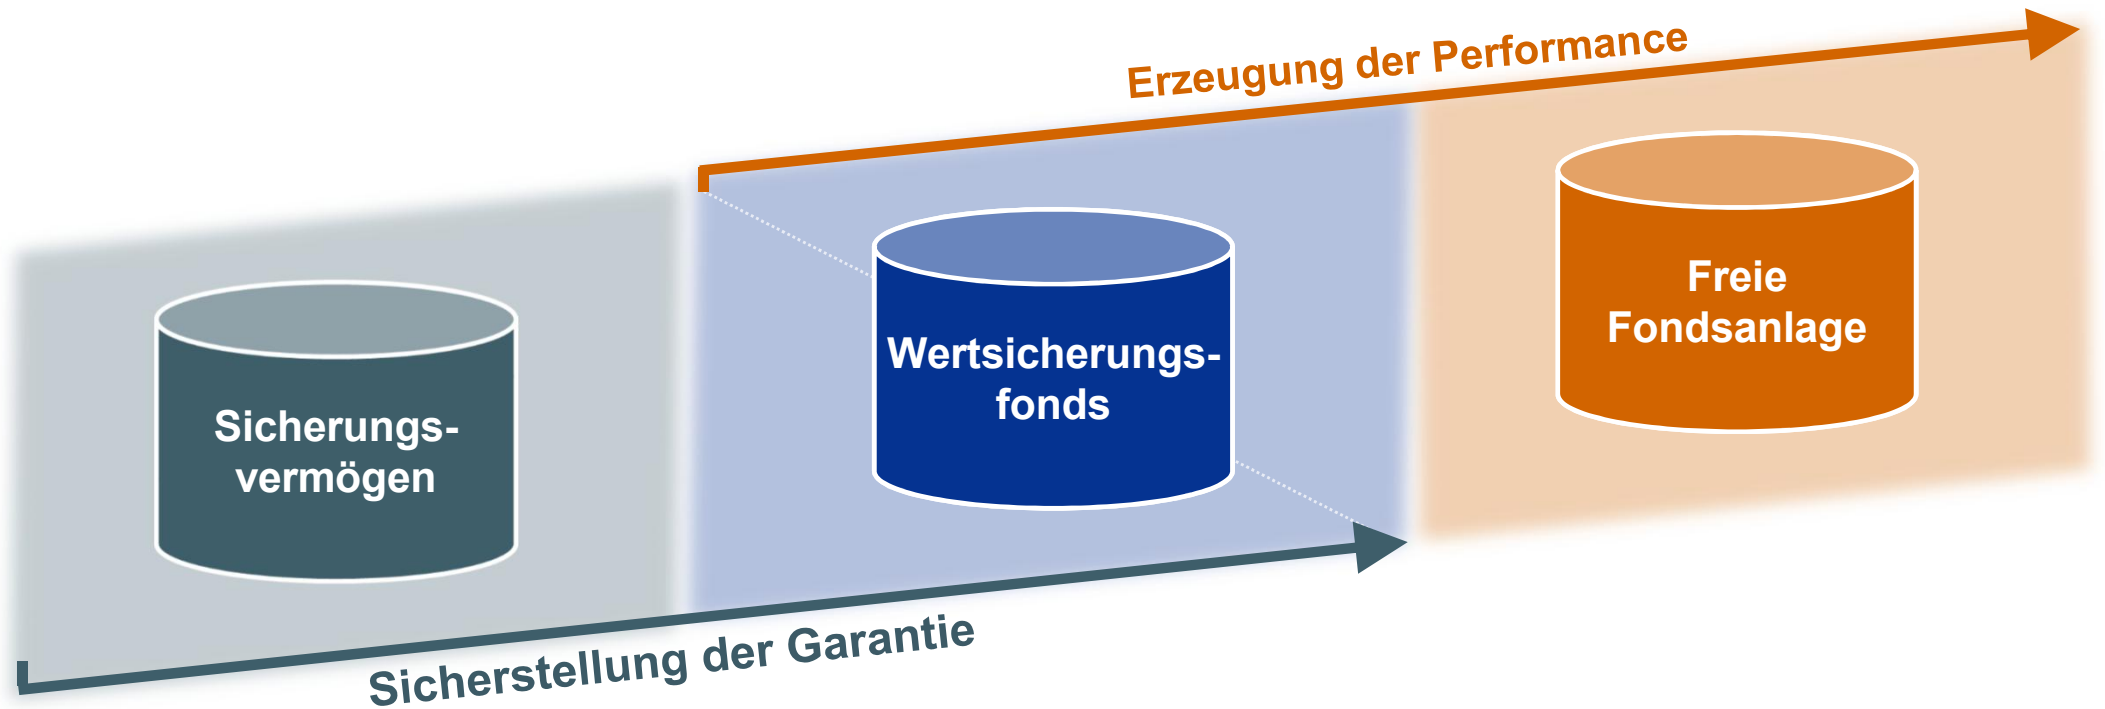 Erzeugung der Performance
Sicherungs-
vermögen
Wertsicherungs-
fonds
Freie
Fondsanlage
Sicherstellung der Garantie